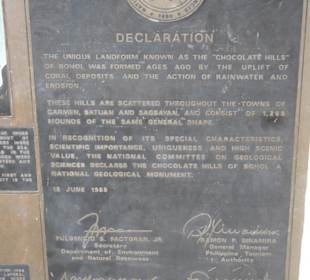 DECLARATION
THE UNIQUE LANDFORM KNOWN AS THE "CHOCOLATE HILLS"
OF BOHOL WAS FORMED AGES AGO BY THE UPLIFT OF
CORAL DEPOSITS AND THE ACTION OF RAINWATER AND
EROSION.
THESE HILLS ARE SCATTERED THROUGHOUT THE TOWNS OF
CARMEN, BATUAN AND SAGBAYAN, AND CONSIST OF 1,268
MOUNDS OF THE SAME GENERAL SHAPE.
IN RECOGNITION OF ITS SPECIAL CHARACTERISTICS,
SCIENTIFIC IMPORTANCE, UNIQUENESS AND HIGH SCENIC
VALUE, THE NATIONAL COMMITTEE ON GEOLOGICAL
SCIENCES DECLARES THE CHOCOLATE HILLS OF BOHOL A
NATIONAL GEOLOGICAL MONUMENT.
18 JUNE 1988
FULGENCIO S. FACTORAN, JR.
Secretary
Department of Environment
and Natural Resources
RAMON P. BINAMIRA
General Manager
Philippine Tourism
Authority